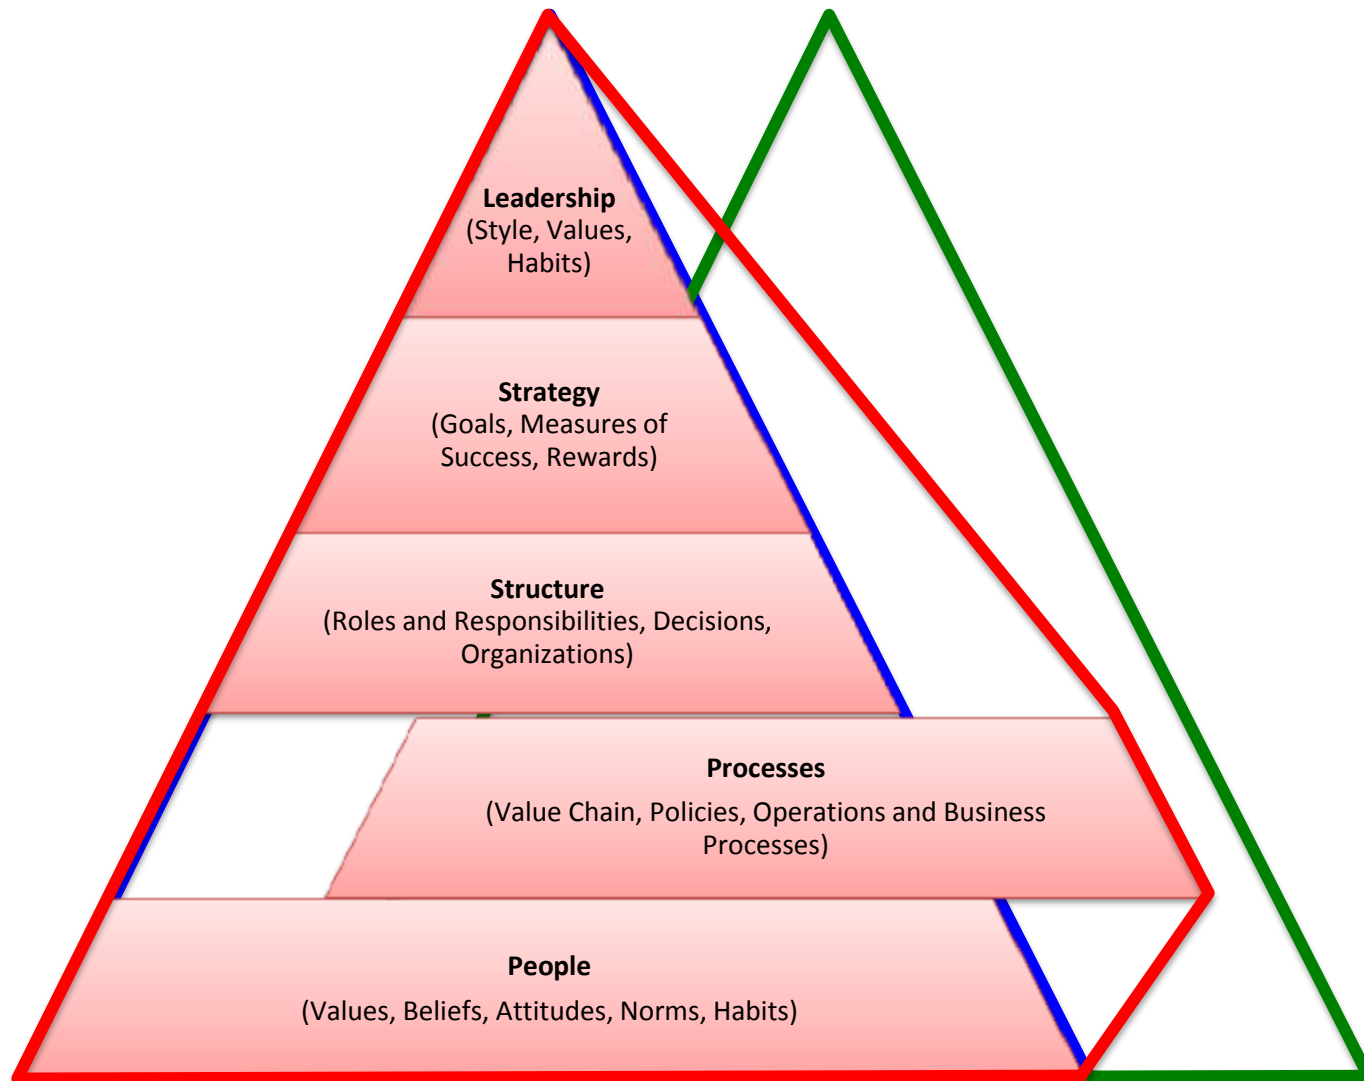 Leadership
(Style, Values,
Habits)
Strategy
(Goals, Measures of
Success, Rewards)
Structure
(Roles and Responsibilities, Decisions,
Organizations)
Processes
(Value Chain, Policies, Operations and Business
Processes)
People
(Values, Beliefs, Attitudes, Norms, Habits)